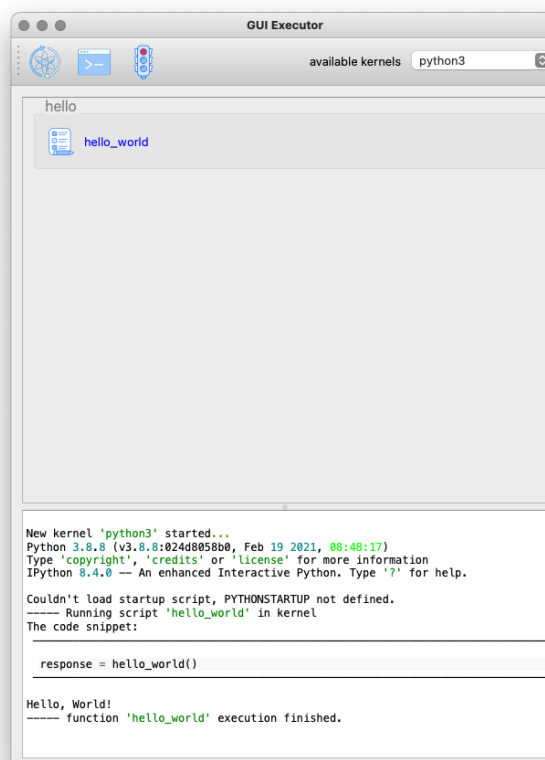 GUI Executor
available kernels python3
hello
hello_world
New kernel 'python3' started...
Python 3.8.8 (v3.8.8:024d8058b0, Feb 19 2021, 08:48:17)
Type 'copyright', 'credits' or 'license' for more information
IPython 8.4.0 -- An enhanced Interactive Python. Type '?' for help.
Couldn't load startup script, PYTHONSTARTUP not defined.
----- Running script 'hello_world' in kernel
The code snippet:
response = hello_world()
Hello, World!
----- function 'hello_world' execution finished.